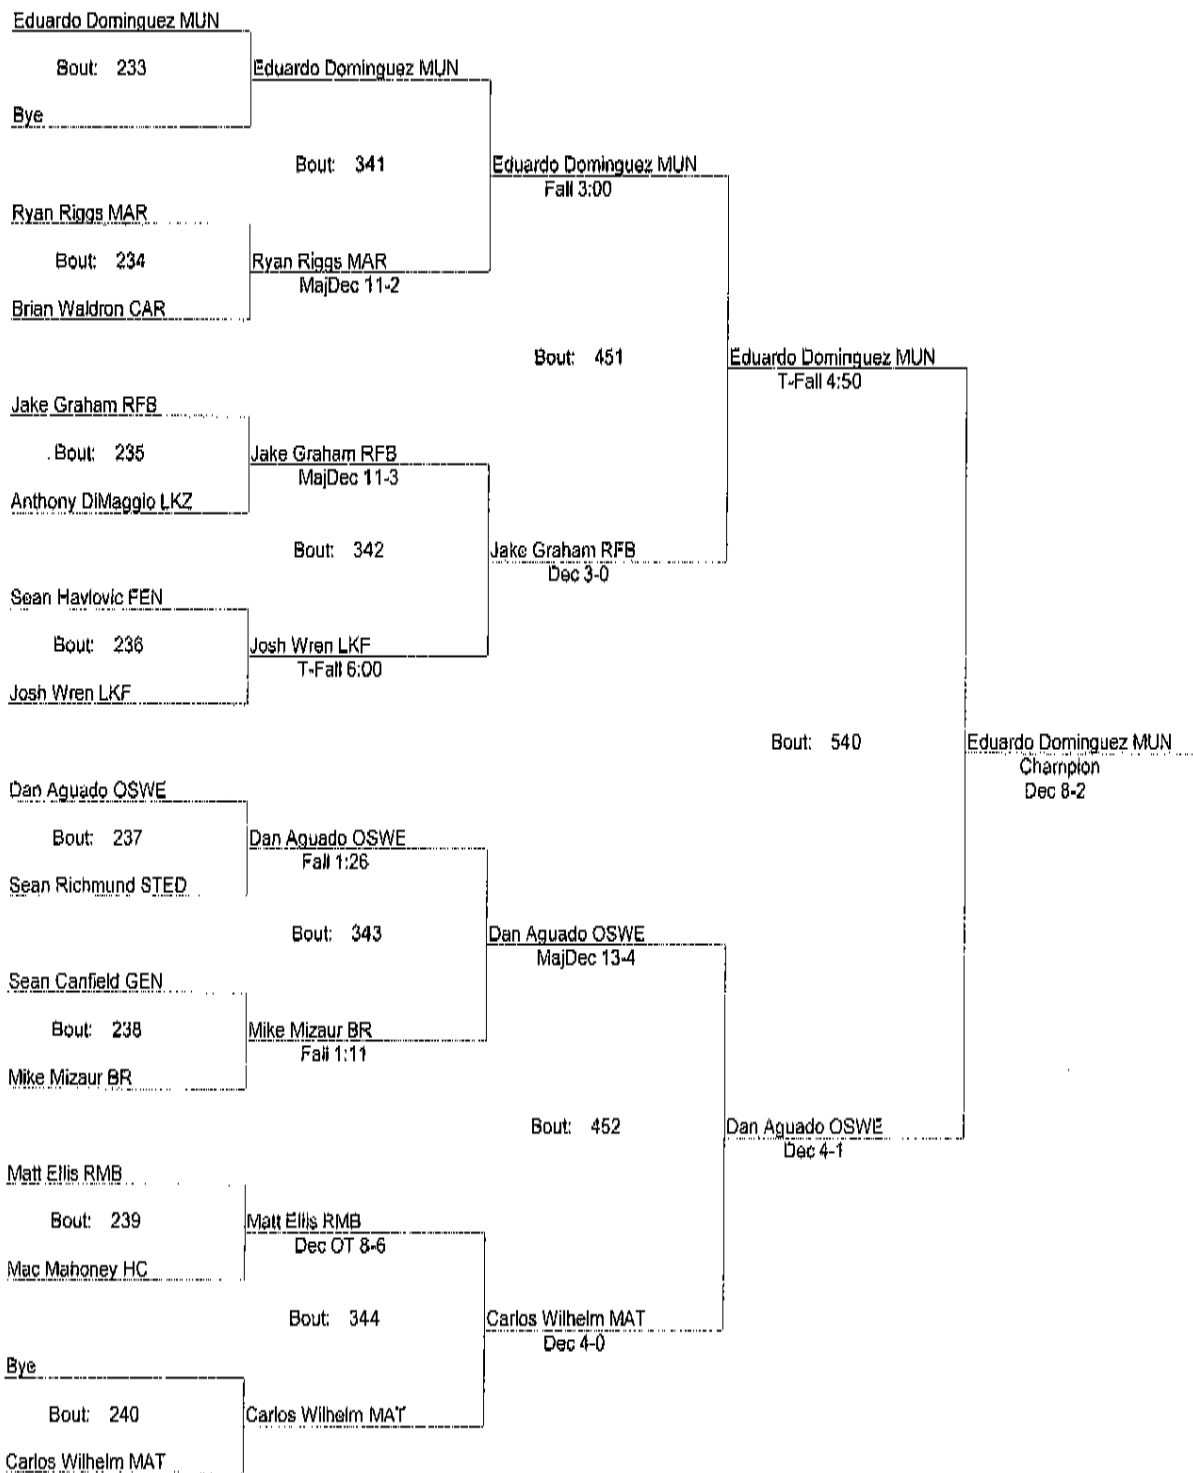 Eduardo Dominguez MUN
Bout: 233
Eduardo Dominguez MUN
Bye
Bout: 341
Eduardo Dominguez MUN
Fall 3:00
Ryan Riggs MAR
Bout: 234
Ryan Riggs MAR
MajDec 11-2
Brian Waldron CAR
Bout: 451
Eduardo Dominguez MUN
T-Fall 4:50
Jake Graham RFB
Bout: 235
Jake Graham RFB
MajDec 11-3
Anthony DiMaggio LKZ
Bout: 342
Jake Graham RFB
Dec 3-0
Sean Havlovic FEN
Bout: 236
Josh Wren LKF
T-Fall 6:00
Josh Wren LKF
Bout: 540
Eduardo Dominguez MUN
Champion
Dec 8-2
Dan Aguado OSWE
Bout: 237
Dan Aguado OSWE
Fall 1:26
Sean Richmund STED
Bout: 343
Dan Aguado OSWE
MajDec 13-4
Sean Canfield GEN
Bout: 238
Mike Mizaur BR
Fall 1:11
Mike Mizaur BR
Bout: 452
Dan Aguado OSWE
Dec 4-1
Matt Ellis RMB
Bout: 239
Matt Ellis RMB
Dec OT 8-6
Mac Mahoney HC
Bout: 344
Carlos Wilhelm MAT
Dec 4-0
Bye
Bout: 240
Carlos Wilhelm MAT
Carlos Wilhelm MAT